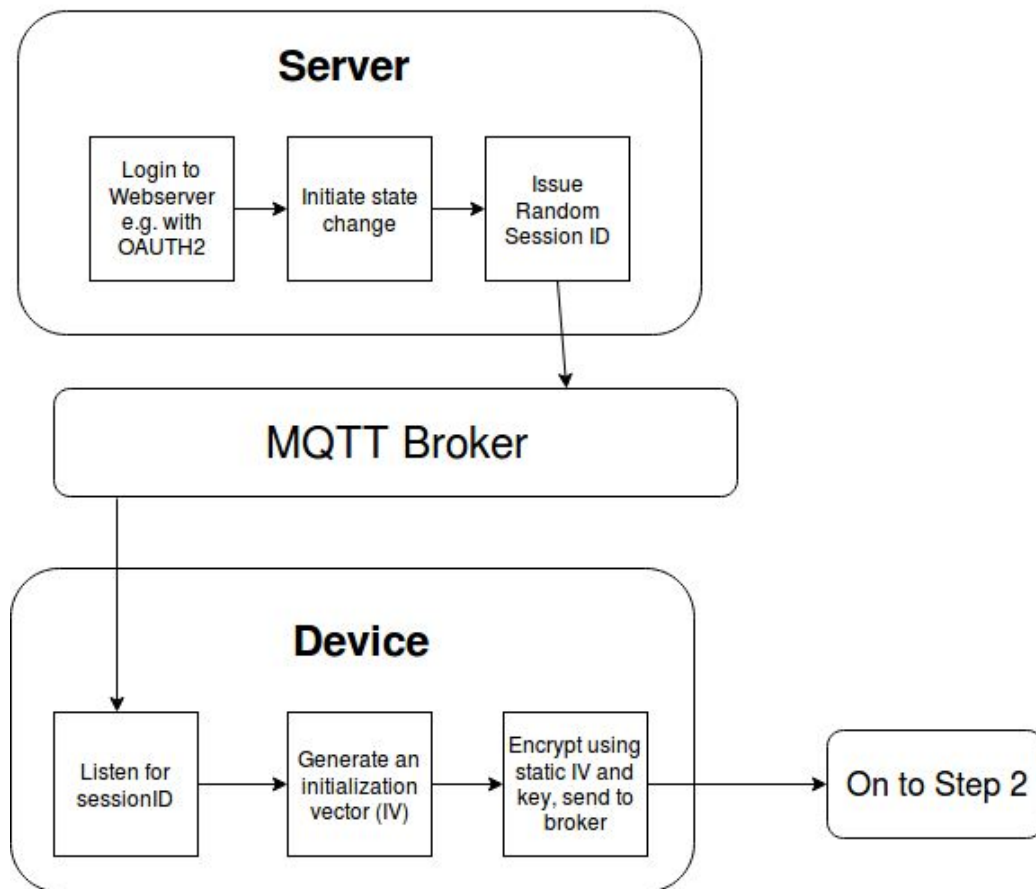 Server
Login to
Webserver
e.g. with
OAUTH2
Initiate state
change
Issue
Random
Session ID
MQTT Broker
Device
Listen for
sessionID
Generate an
initialization
vector (IV)
Encrypt using
static IV and
key, send to
broker
On to Step 2